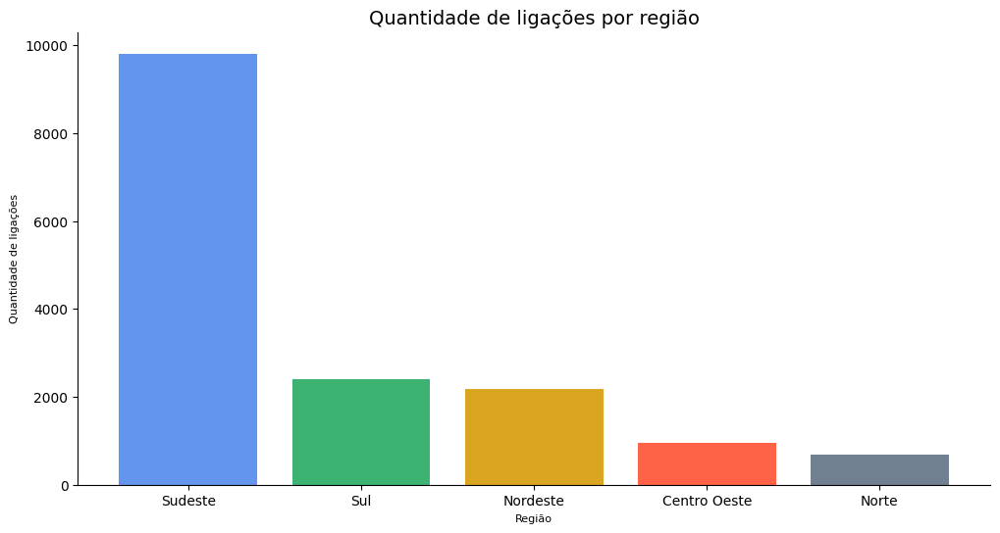 Quantidade de ligações por região
Quantidade de ligações
10000
8000
6000
4000
2000
0
Sudeste
Sul
Nordeste
Centro Oeste
Norte
Região